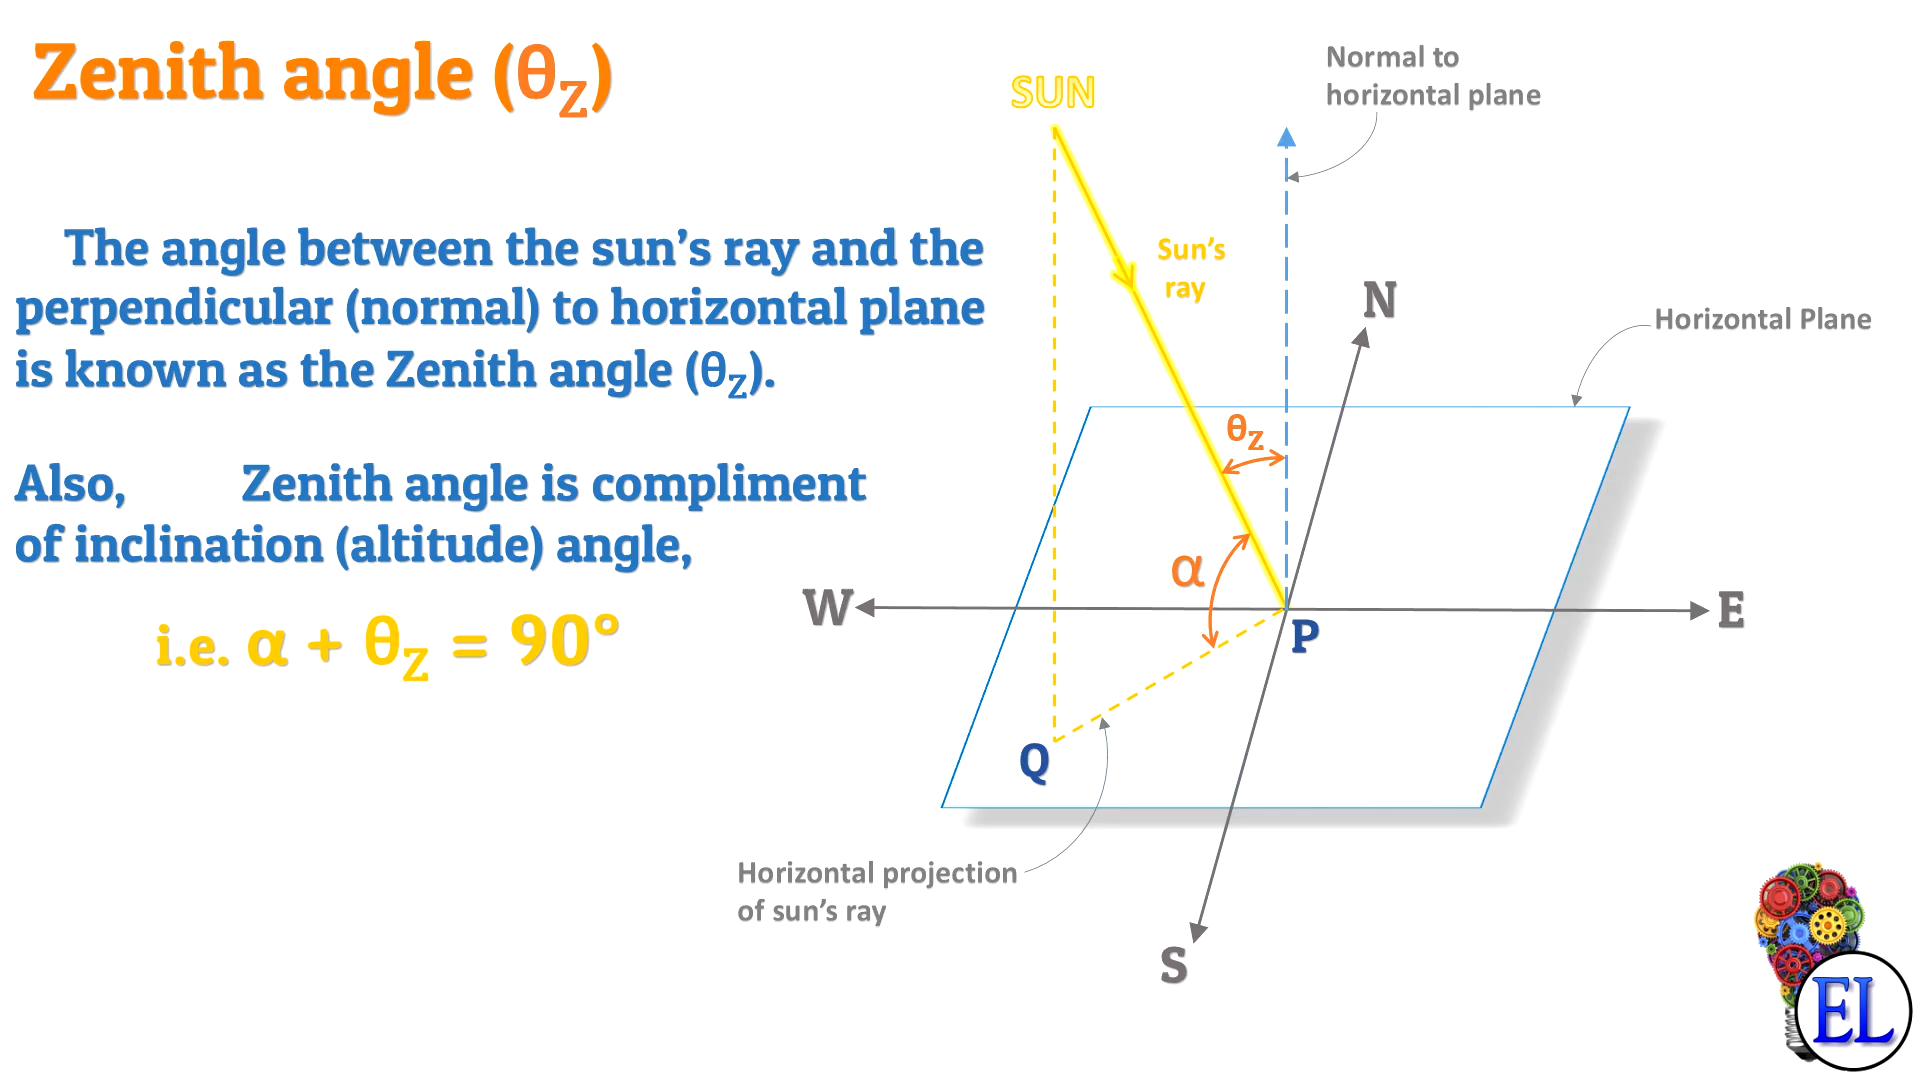 Zenith angle (θZ)
The angle between the sun’s ray and the
perpendicular (normal) to horizontal plane
is known as the Zenith angle (θZ).
Also, Zenith angle is compliment
of inclination (altitude) angle,
i.e. α + θZ = 90°
SUN
Normal to
horizontal plane
Sun’s
ray
N
Horizontal Plane
θZ
α
W
E
P
Q
Horizontal projection
of sun’s ray
S
EL